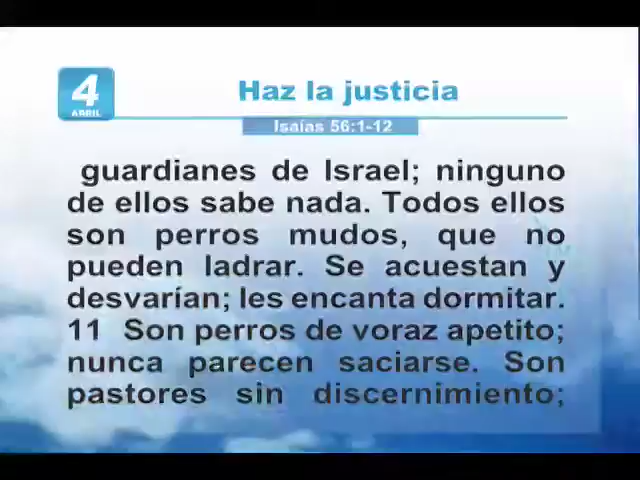 4
ABRIL
Haz la justicia
Isaías 56:1-12
guardianes de Israel; ninguno
de ellos sabe nada. Todos ellos
son perros mudos, que no
pueden ladrar. Se acuestan y
desvarían; les encanta dormitar.
11 Son perros de voraz apetito;
nunca parecen saciarse. Son
pastores sin discernimiento;